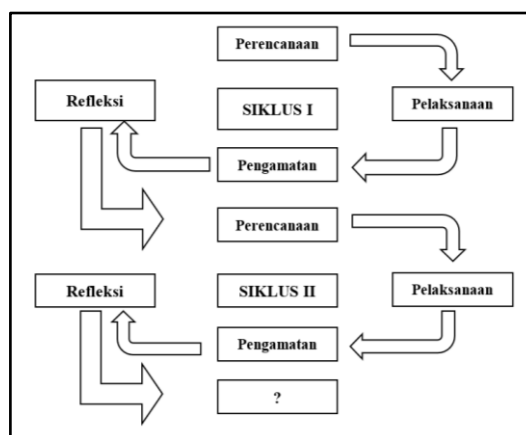 Perencanaan
Refleksi
SIKLUS I
Pelaksanaan
Pengamatan
Perencanaan
Refleksi
SIKLUS II
Pelaksanaan
Pengamatan
?